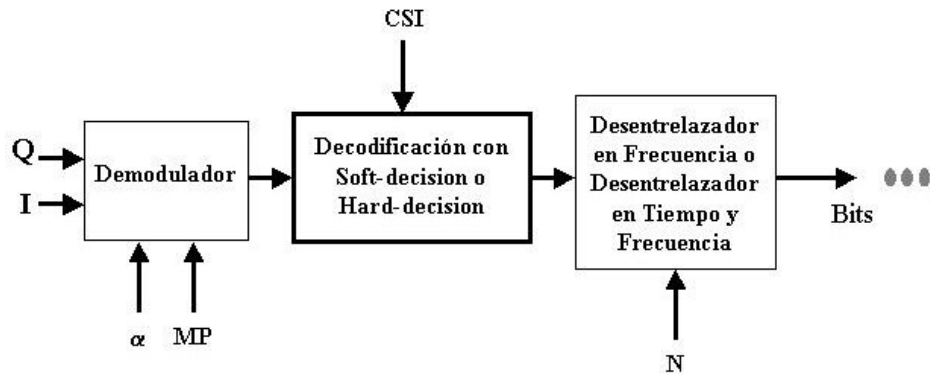 CSI
Q
I
Demodulador
Decodificación con
Soft-decision o
Hard-decision
Desentrelazador
en Frecuencia o
Desentrelazador
en Tiempo y
Frecuencia
Bits
α
MP
N